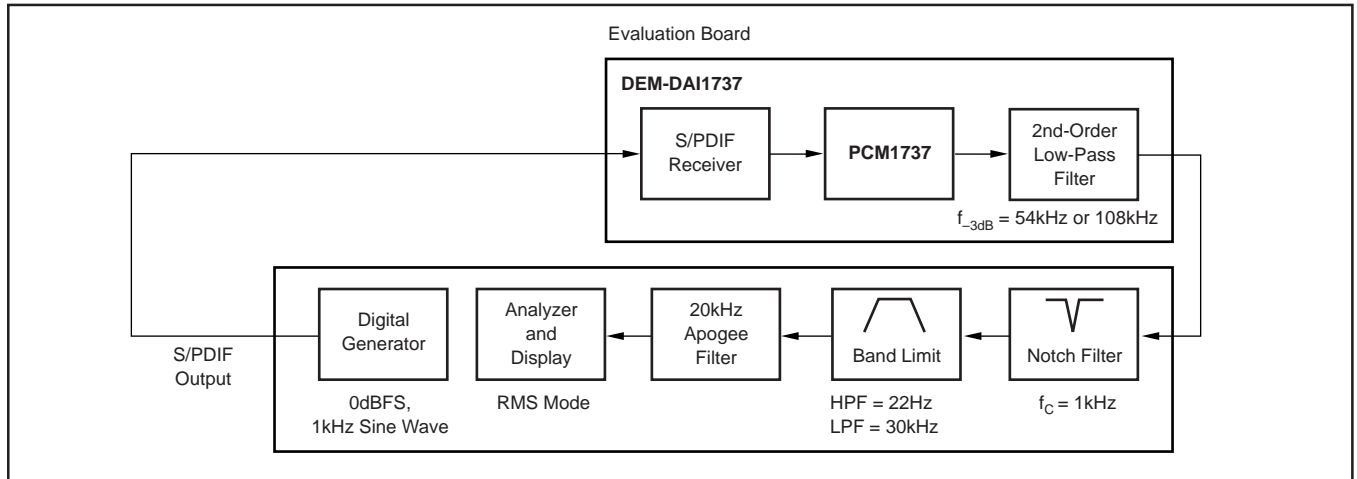 Evaluation Board
DEM-DAI1737
S/PDIF
Receiver
PCM1737
2nd-Order
Low-Pass
Filter
f–3dB = 54kHz or 108kHz
S/PDIF
Output
Digital
Generator
0dBFS,
1kHz Sine Wave
Analyzer
and
Display
RMS Mode
20kHz
Apogee
Filter
Band Limit
HPF = 22Hz
LPF = 30kHz
Notch Filter
fC = 1kHz